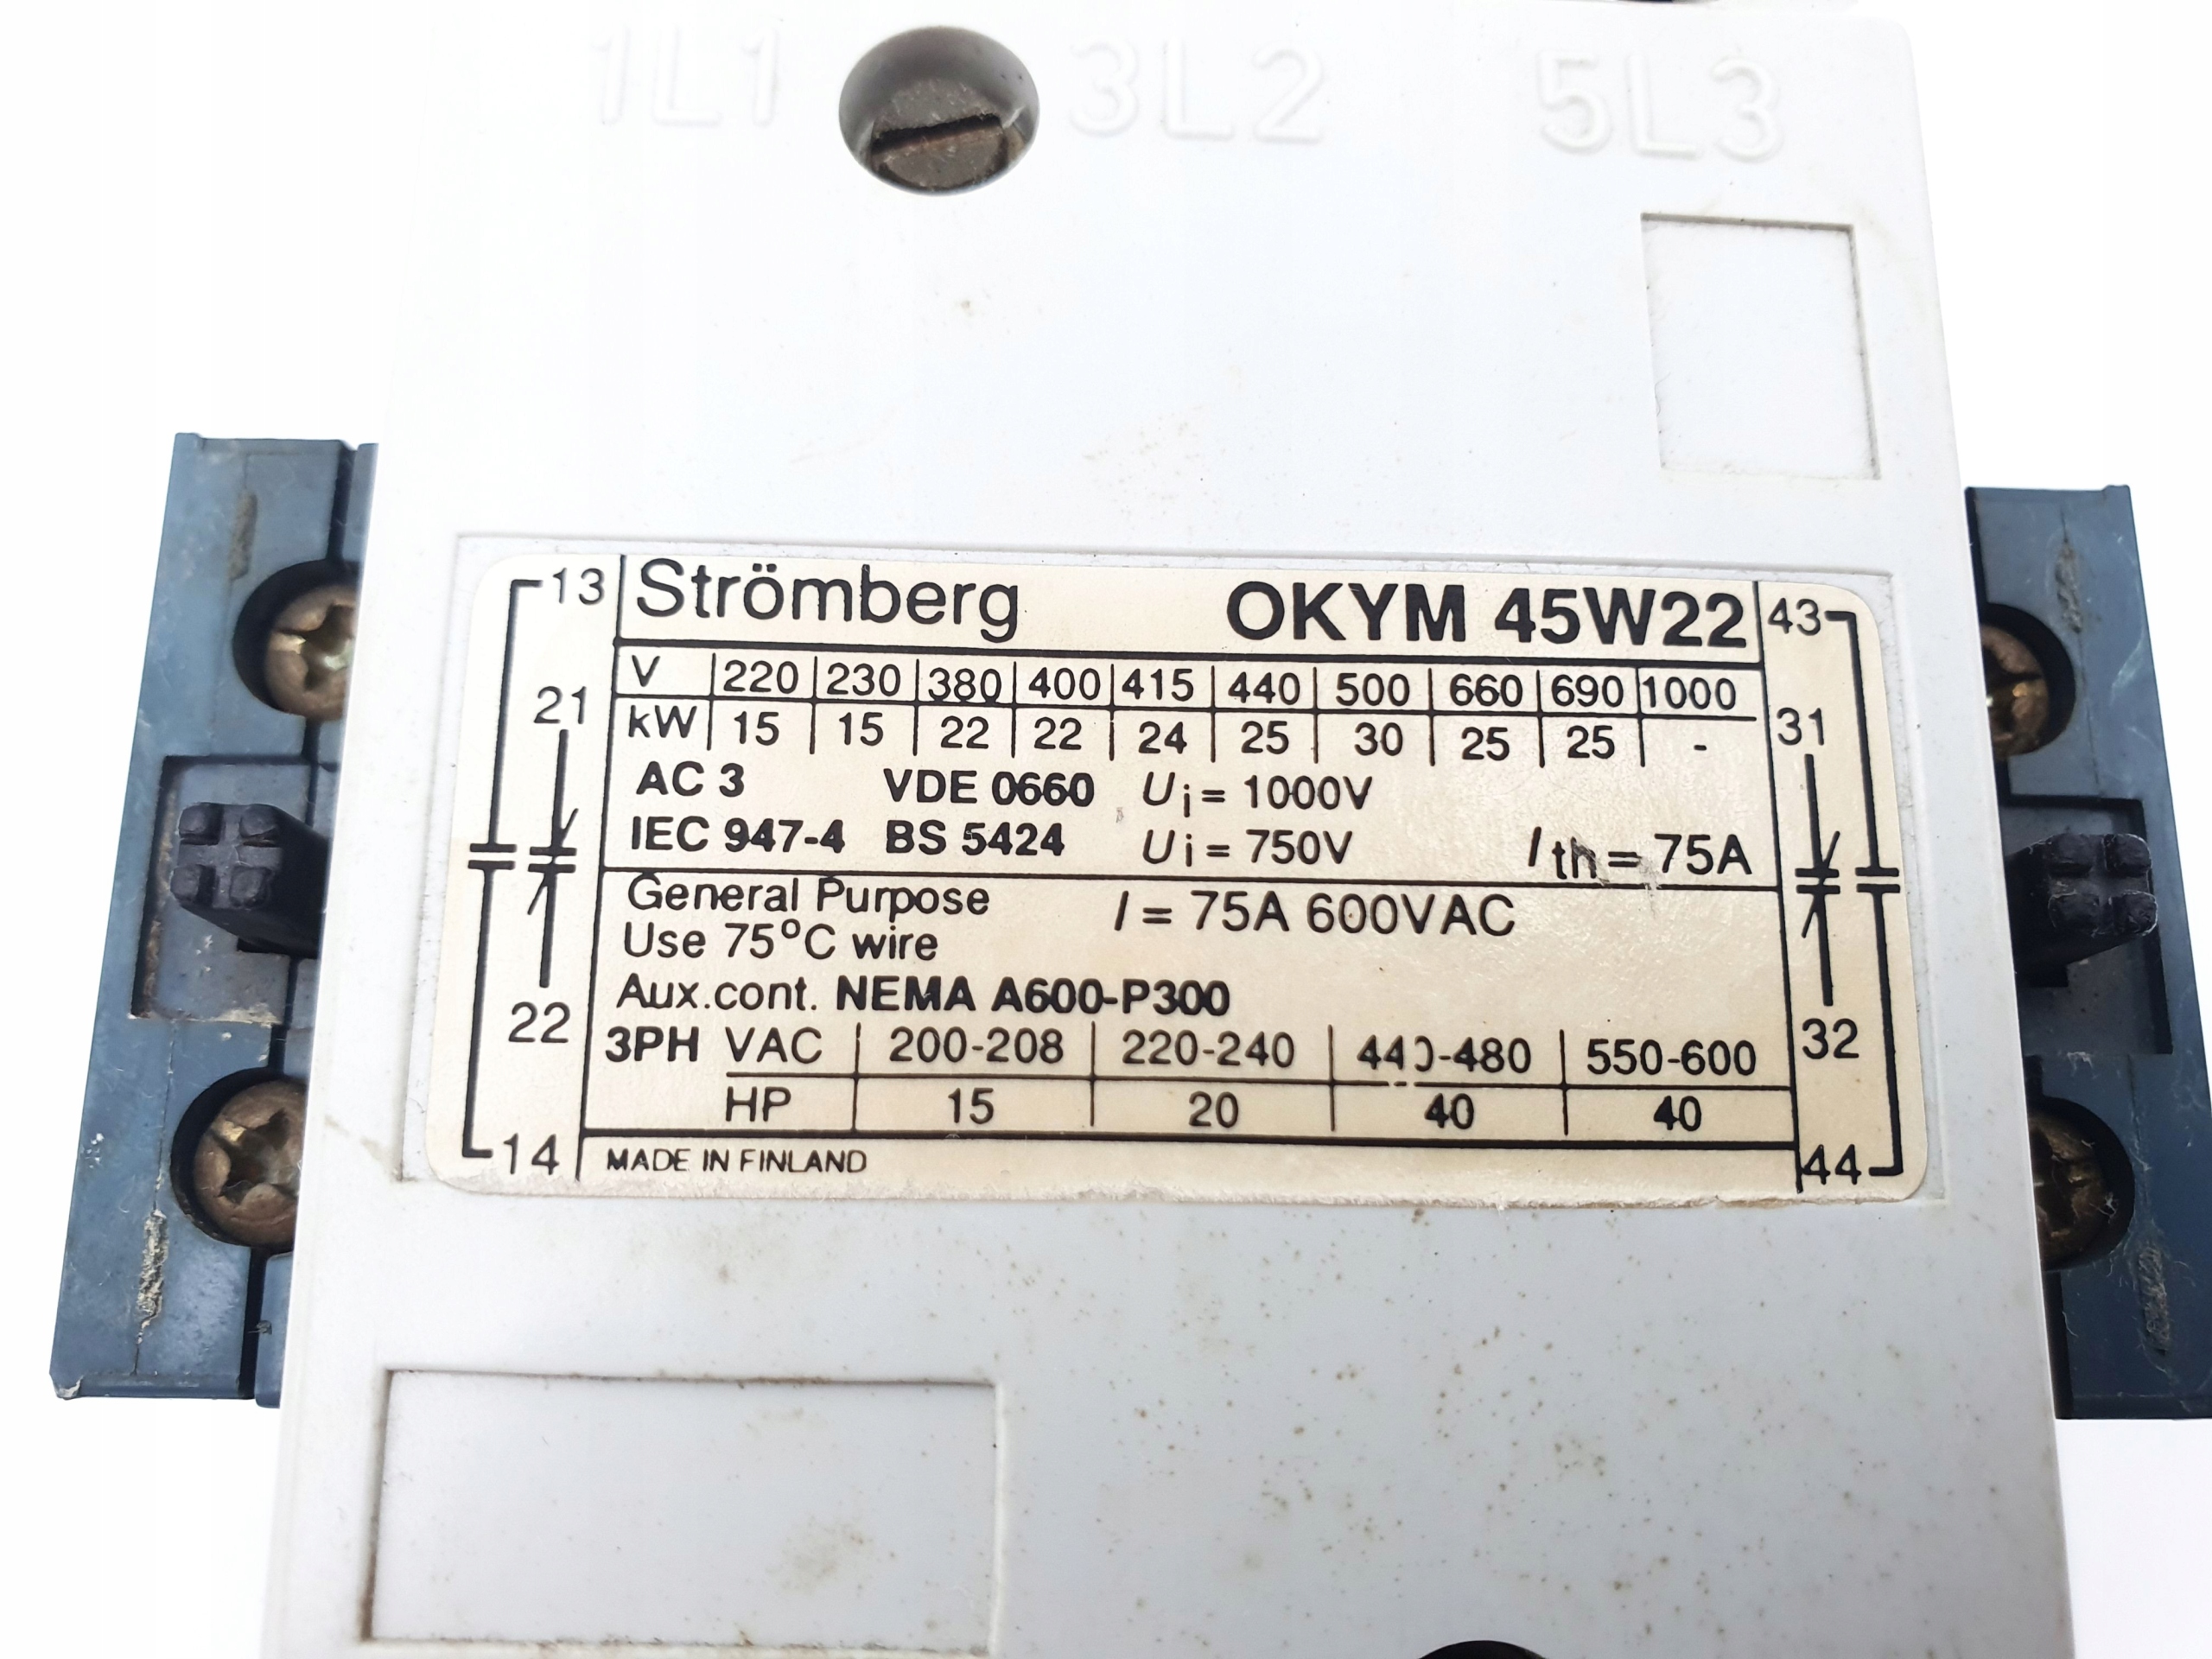 1L1 3L2 5L3
13 Strömberg OKYM 45W22 43
V 220 230 380 400 415 440 500 660 690 1000
21 kW 15 15 22 22 24 25 30 25 25 - 31
AC 3 VDE 0660 Ui = 1000V
IEC 947-4 BS 5424 Ui = 750V Ith = 75A
General Purpose I = 75A 600VAC
Use 75°C wire
Aux.cont. NEMA A600-P300
22 3PH VAC 200-208 220-240 440-480 550-600 32
HP 15 20 40 40
14 MADE IN FINLAND 44